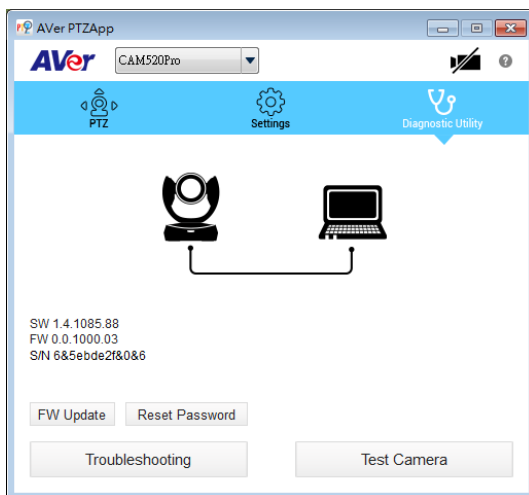 AVer PTZApp
AVer CAM520Pro
PTZ Settings Diagnostic Utility
SW 1.4.1085.88
FW 0.0.1000.03
S/N 6&5ebde2f&0&6
FW Update Reset Password
Troubleshooting Test Camera